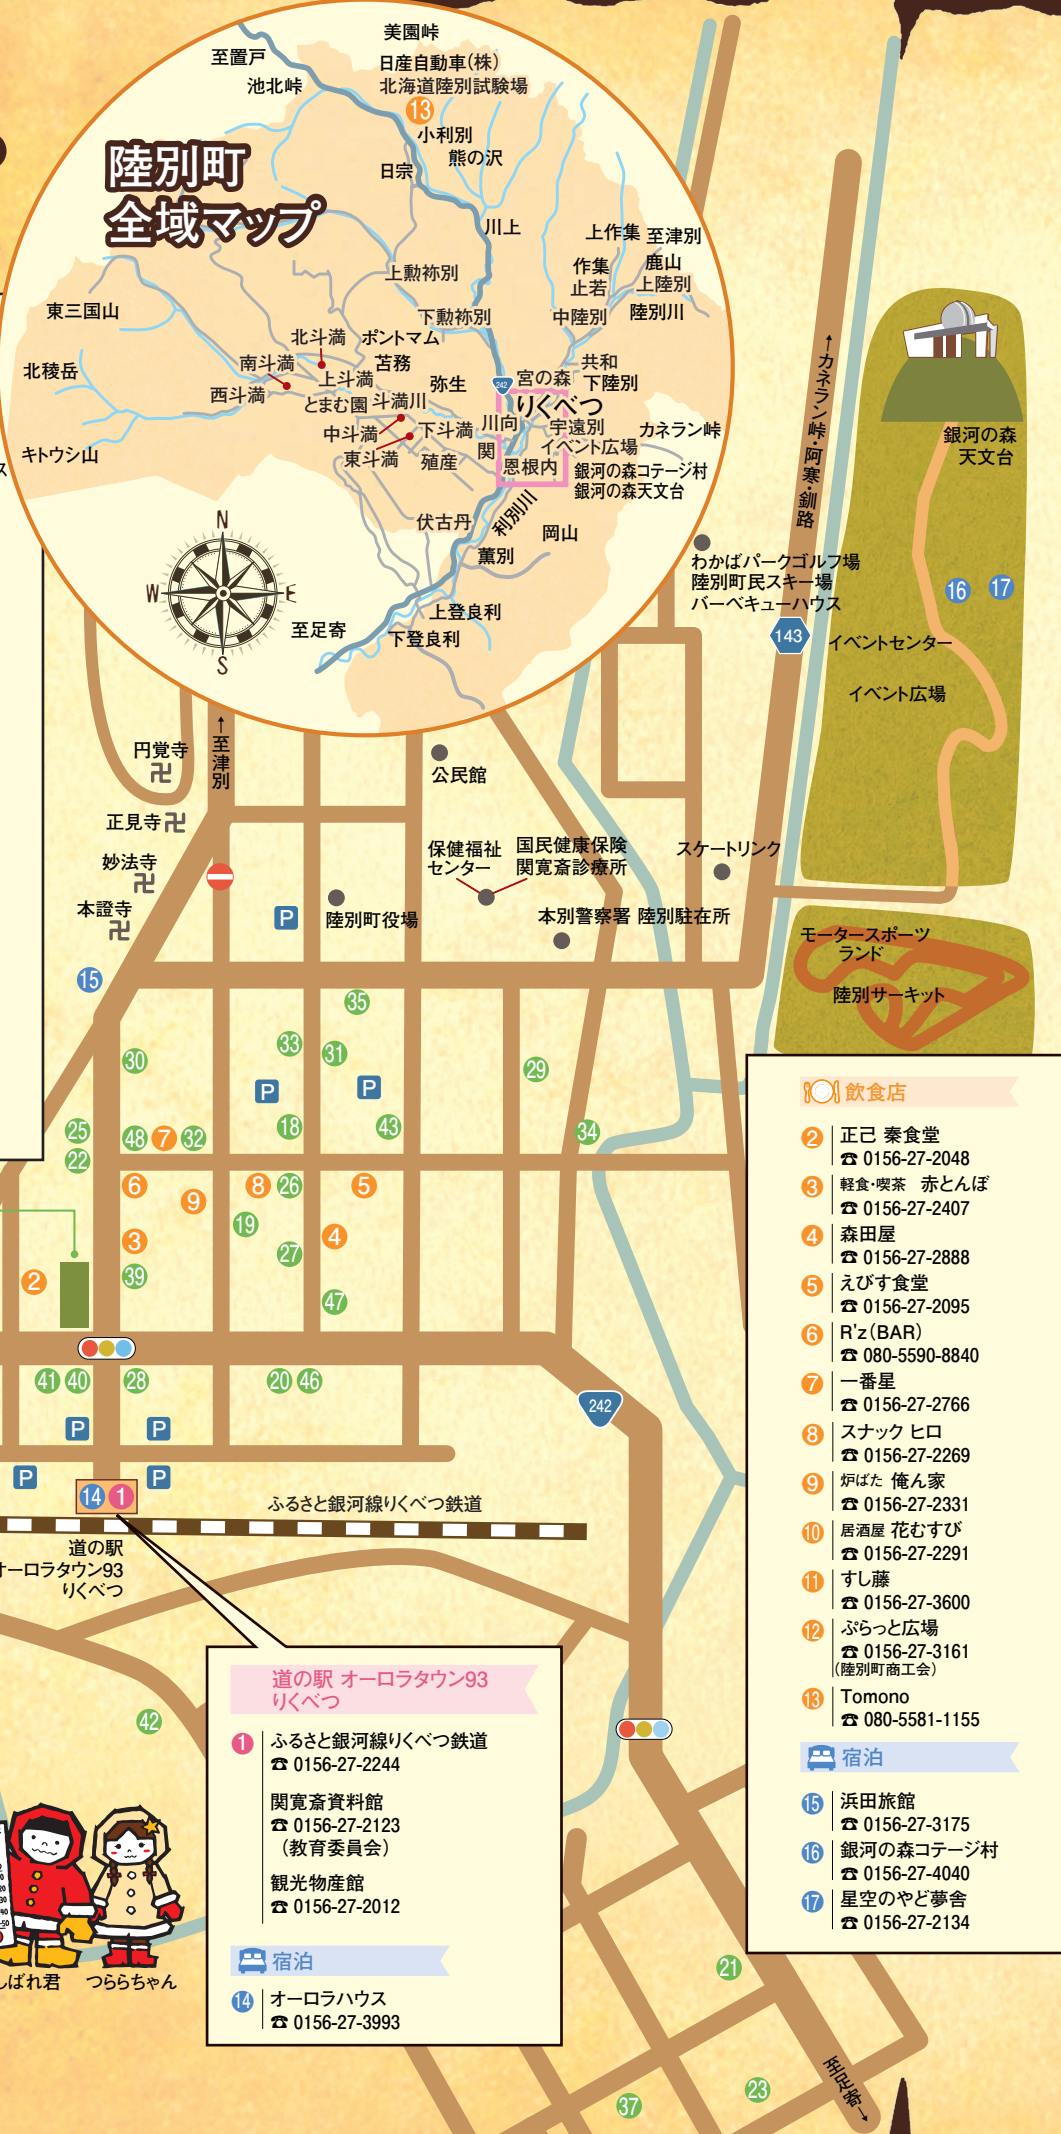 陸別町
全域マップ
美園峠
至置戸
日産自動車(株)
北海道陸別試験場
池北峠
13
小利別
熊の沢
日宗
川上
上作集
至津別
作集
鹿山
止若
上陸別
上勲祢別
下勲祢別
中陸別
陸別川
東三国山
北斗満
ポントマム
南斗満
苫務
共和
北稜岳
上斗満
弥生
242
宮の森
下陸別
西斗満
とまむ園
斗満川
りくべつ
中斗満
下斗満
川向
宇遠別
カネラン峠
キトウシ山
東斗満
殖産
関
イベント広場
恩根内
銀河の森コテージ村
銀河の森天文台
伏古丹
利別川
岡山
薫別
上登良利
下登良利
至足寄
N
W
E
S
ス
←カネラン峠・阿寒・釧路
銀河の森
天文台
わかばパークゴルフ場
陸別町民スキー場
バーベキューハウス
16
17
143
イベントセンター
イベント広場
←至津別
円覚寺
正見寺
妙法寺
本證寺
公民館
保健福祉
センター
国民健康保険
関寛斎診療所
スケートリンク
P
陸別町役場
本別警察署 陸別駐在所
モータースポーツ
ランド
陸別サーキット
15
35
33
31
30
29
P
P
25
48
7
32
18
43
34
22
6
9
8
26
5
19
3
4
27
2
39
47
41
40
28
20
46
242
P
P
P
P
14
1
ふるさと銀河線りくべつ鉄道
道の駅
オーロラタウン93
りくべつ
42
21
23
37
至足寄→
しばれ君
つららちゃん
道の駅 オーロラタウン93
りくべつ
1 ふるさと銀河線りくべつ鉄道
☎ 0156-27-2244
関寛斎資料館
☎ 0156-27-2123
(教育委員会)
観光物産館
☎ 0156-27-2012
宿泊
14 オーロラハウス
☎ 0156-27-3993
飲食店
2 正己 秦食堂
☎ 0156-27-2048
3 軽食・喫茶 赤とんぼ
☎ 0156-27-2407
4 森田屋
☎ 0156-27-2888
5 えびす食堂
☎ 0156-27-2095
6 R'z(BAR)
☎ 080-5590-8840
7 一番星
☎ 0156-27-2766
8 スナック ヒロ
☎ 0156-27-2269
9 炉ばた 俺ん家
☎ 0156-27-2331
10 居酒屋 花むすび
☎ 0156-27-2291
11 すし藤
☎ 0156-27-3600
12 ぷらっと広場
☎ 0156-27-3161
(陸別町商工会)
13 Tomono
☎ 080-5581-1155
宿泊
15 浜田旅館
☎ 0156-27-3175
16 銀河の森コテージ村
☎ 0156-27-4040
17 星空のやど夢舎
☎ 0156-27-2134